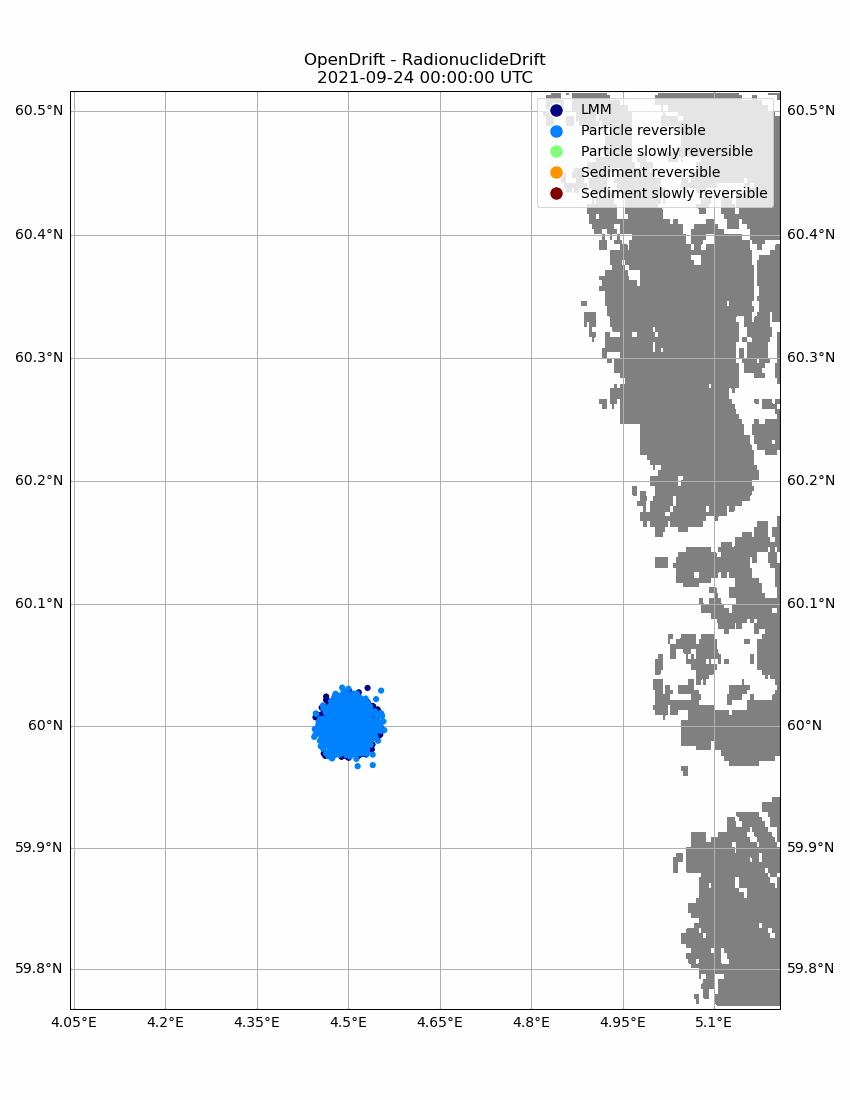 OpenDrift - RadionuclideDrift
2021-09-24 00:00:00 UTC
LMM
Particle reversible
Particle slowly reversible
Sediment reversible
Sediment slowly reversible
60.5°N 60.5°N
60.4°N 60.4°N
60.3°N 60.3°N
60.2°N 60.2°N
60.1°N 60.1°N
60°N 60°N
59.9°N 59.9°N
59.8°N 59.8°N
4.05°E 4.2°E 4.35°E 4.5°E 4.65°E 4.8°E 4.95°E 5.1°E